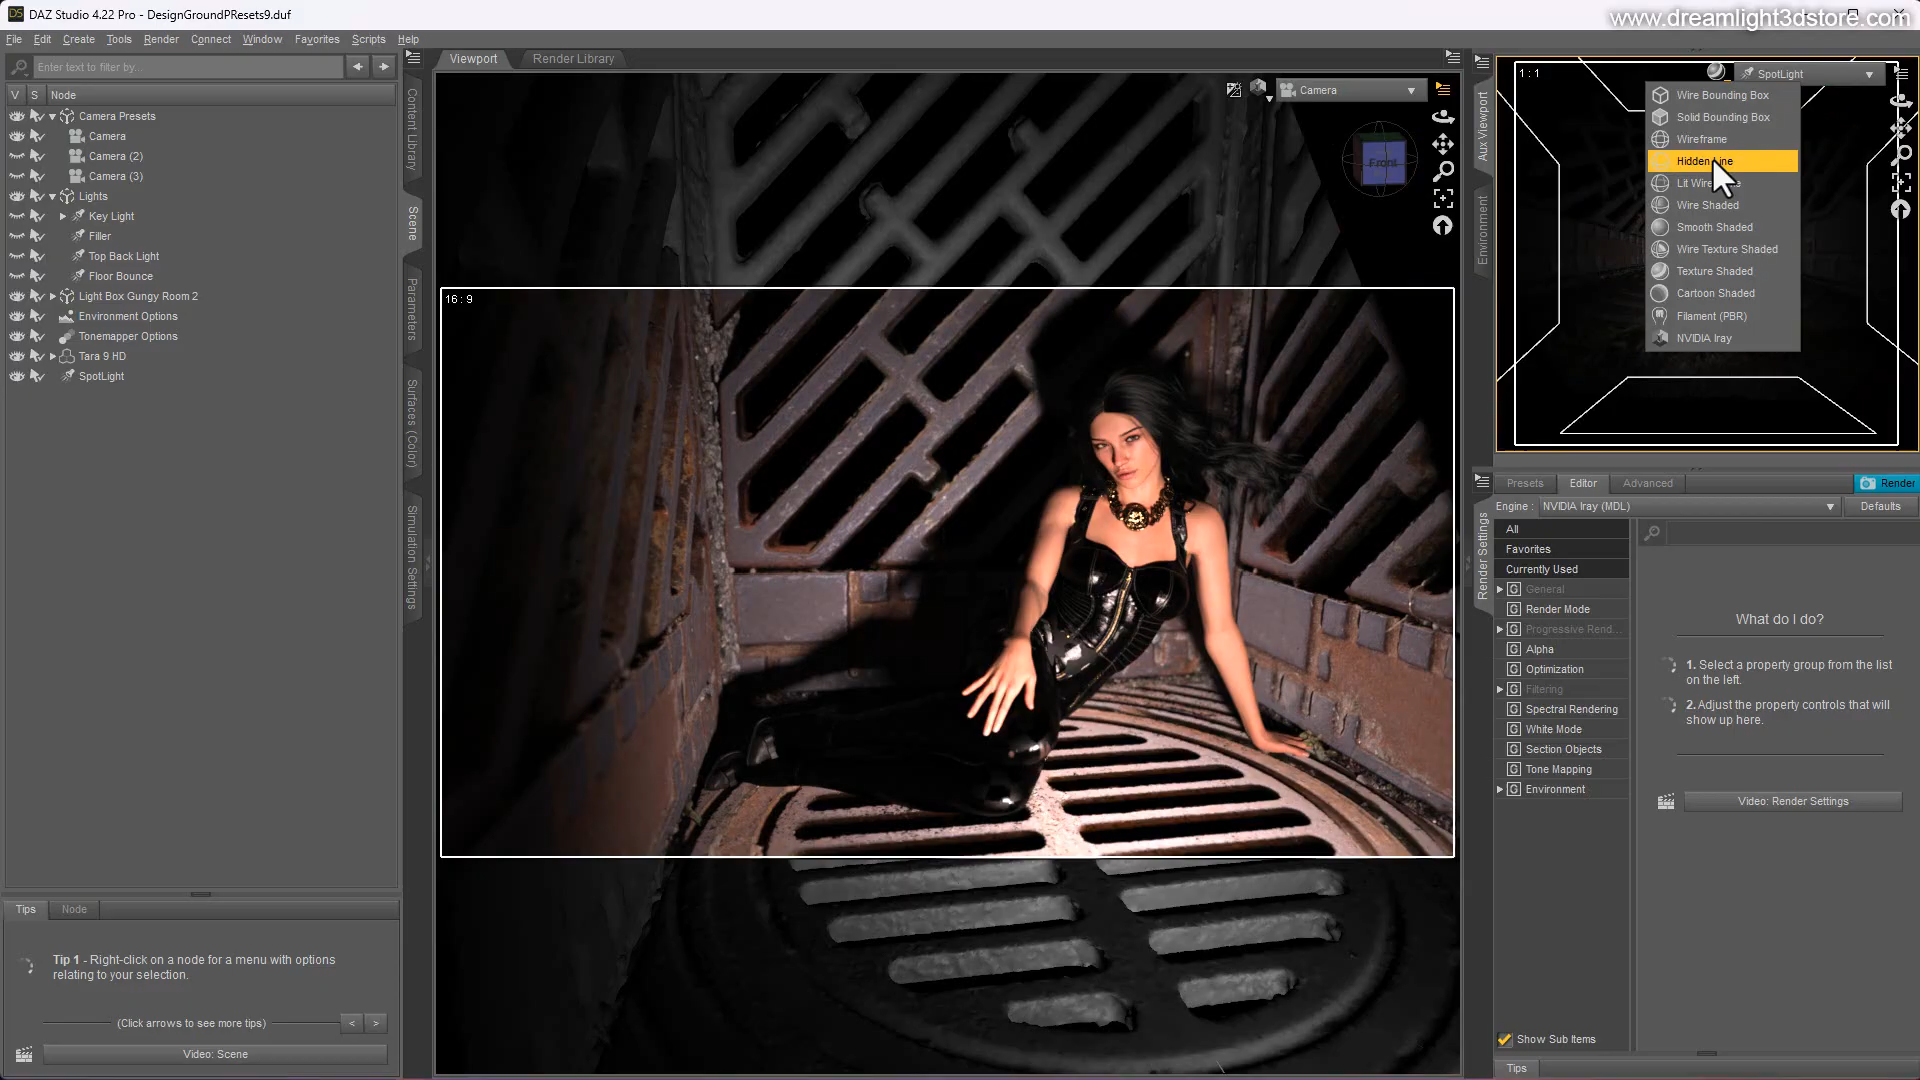 DAZ Studio 4.22 Pro - DesignGroundPResets9.duf
www.dreamlight3dstore.com
File Edit Create Tools Render Connect Window Favorites Scripts Help
Enter text to filter by...
V S Node
Camera Presets
Camera
Camera (2)
Camera (3)
Lights
Key Light
Filler
Top Back Light
Floor Bounce
Light Box Gungy Room 2
Environment Options
Tonemapper Options
Tara 9 HD
SpotLight
Tips Node
Tip 1 - Right-click on a node for a menu with options
relating to your selection.
(Click arrows to see more tips) < >
Video: Scene
Content Library
Scene
Parameters
Surfaces (Color)
Simulation Settings
Viewport Render Library
Camera
Front
16 : 9
Aux Viewport
Environment
1 : 1
SpotLight
Wire Bounding Box
Solid Bounding Box
Wireframe
Hidden Line
Lit Wire
Wire Shaded
Smooth Shaded
Wire Texture Shaded
Texture Shaded
Cartoon Shaded
Filament (PBR)
NVIDIA Iray
Render Settings
Presets Editor Advanced Render
Engine : NVIDIA Iray (MDL) Defaults
All
Favorites
Currently Used
G General
G Render Mode
G Progressive Rend...
G Alpha
G Optimization
G Filtering
G Spectral Rendering
G White Mode
G Section Objects
G Tone Mapping
G Environment
What do I do?
1. Select a property group from the list
on the left.
2. Adjust the property controls that will
show up here.
Video: Render Settings
Show Sub Items
Tips